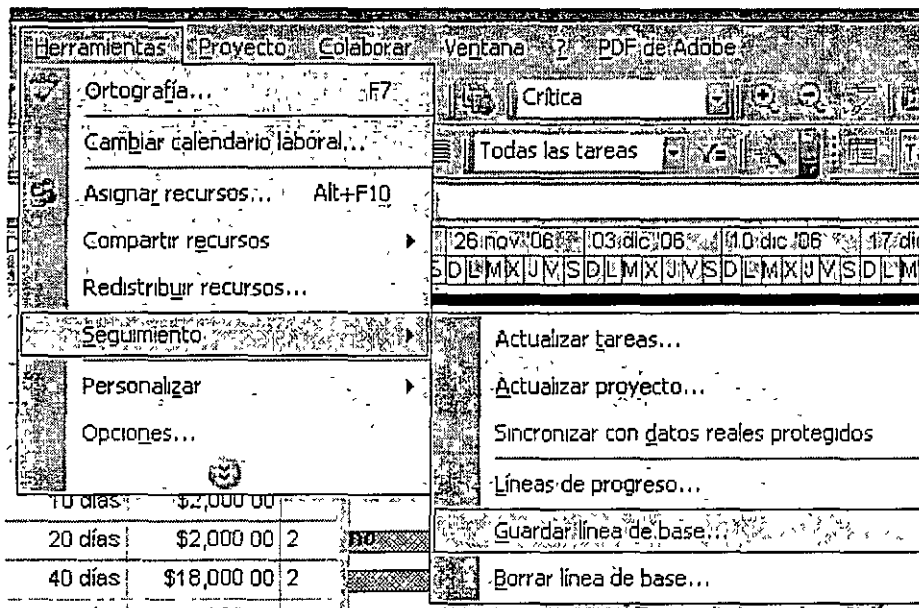 Herramientas Proyecto Colaborar Ventana ? PDF de Adobe
Ortografía... F7
Crítica
Cambiar calendario laboral...
Todas las tareas
Asignar recursos... Alt+F10
Compartir recursos
26 nov '06 03 dic '06 10 dic '06 17 dic
S D L M X J V S D L M X J V S D L M X J V S D L M
Redistribuir recursos...
Seguimiento
Actualizar tareas...
Personalizar
Actualizar proyecto...
Opciones...
Sincronizar con datos reales protegidos
Líneas de progreso...
10 días $2,000 00
Guardar línea de base...
20 días $2,000 00 2
40 días $18,000 00 2
Borrar línea de base...